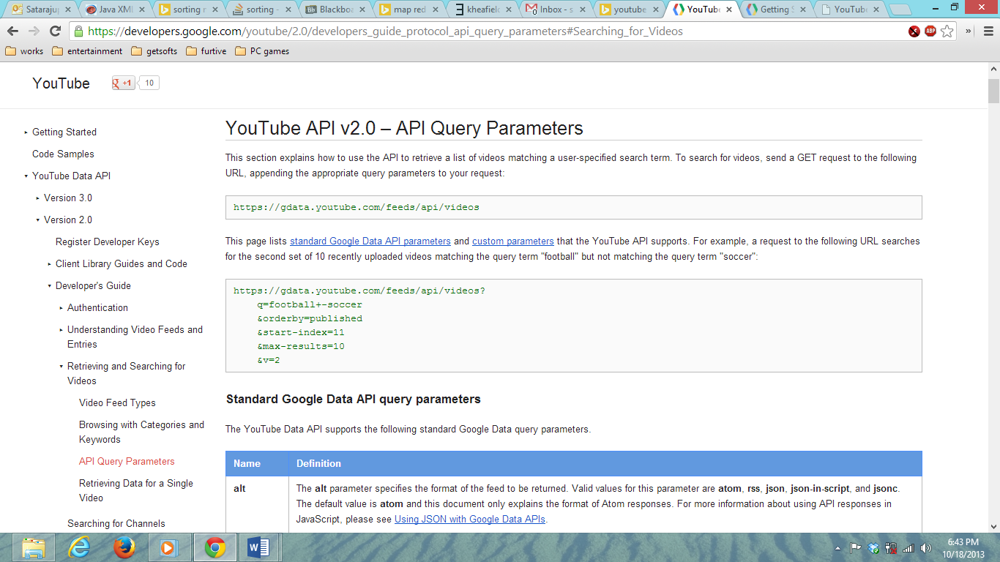 Satarajup
Java XML
sorting n
sorting -
Blackboa
map red
kheafield
Inbox - s
youtube
YouTube
Getting S
YouTube
https://developers.google.com/youtube/2.0/developers_guide_protocol_api_query_parameters#Searching_for_Videos
ABP
»
works
entertainment
getsofts
furtive
PC games
YouTube
+1
10
Getting Started
Code Samples
YouTube Data API
Version 3.0
Version 2.0
Register Developer Keys
Client Library Guides and Code
Developer's Guide
Authentication
Understanding Video Feeds and
Entries
Retrieving and Searching for
Videos
Video Feed Types
Browsing with Categories and
Keywords
API Query Parameters
Retrieving Data for a Single
Video
Searching for Channels
YouTube API v2.0 – API Query Parameters
This section explains how to use the API to retrieve a list of videos matching a user-specified search term. To search for videos, send a GET request to the following
URL, appending the appropriate query parameters to your request:
https://gdata.youtube.com/feeds/api/videos
This page lists standard Google Data API parameters and custom parameters that the YouTube API supports. For example, a request to the following URL searches
for the second set of 10 recently uploaded videos matching the query term "football" but not matching the query term "soccer":
https://gdata.youtube.com/feeds/api/videos?
q=football+-soccer
&orderby=published
&start-index=11
&max-results=10
&v=2
Standard Google Data API query parameters
The YouTube Data API supports the following standard Google Data query parameters.
Name Definition
alt The alt parameter specifies the format of the feed to be returned. Valid values for this parameter are atom, rss, json, json-in-script, and jsonc.
The default value is atom and this document only explains the format of Atom responses. For more information about using API responses in
JavaScript, please see Using JSON with Google Data APIs.
6:43 PM
10/18/2013